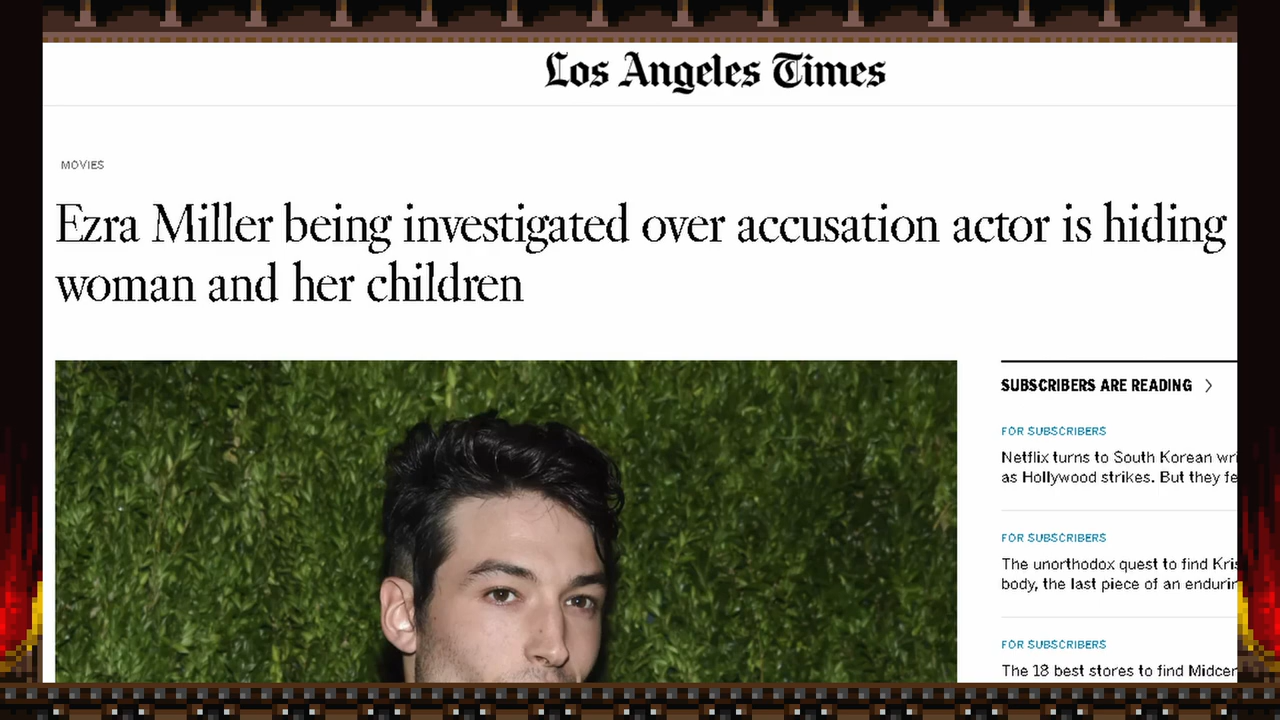 Los Angeles Times
MOVIES
Ezra Miller being investigated over accusation actor is hiding
woman and her children
SUBSCRIBERS ARE READING
FOR SUBSCRIBERS
Netflix turns to South Korean
as Hollywood strikes. But they
FOR SUBSCRIBERS
The unorthodox quest to find
body, the last piece of an
FOR SUBSCRIBERS
The 18 best stores to find